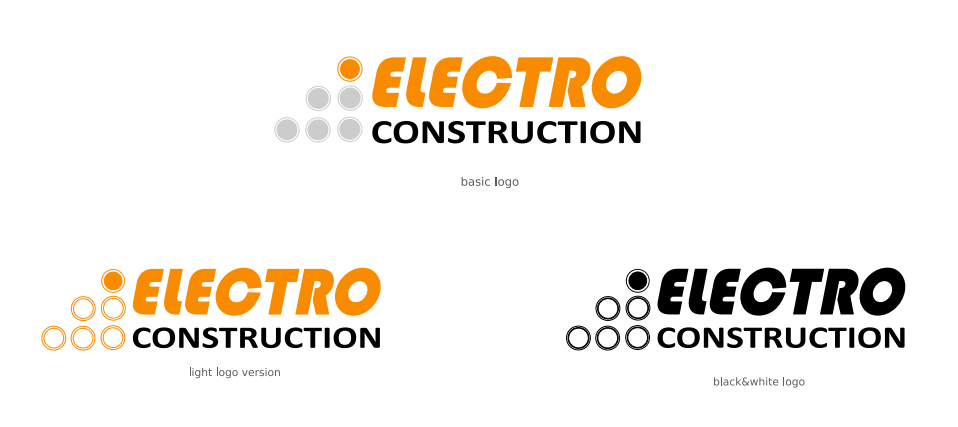 ELECTRO
CONSTRUCTION
basic logo
ELECTRO
CONSTRUCTION
light logo version
ELECTRO
CONSTRUCTION
black&white logo